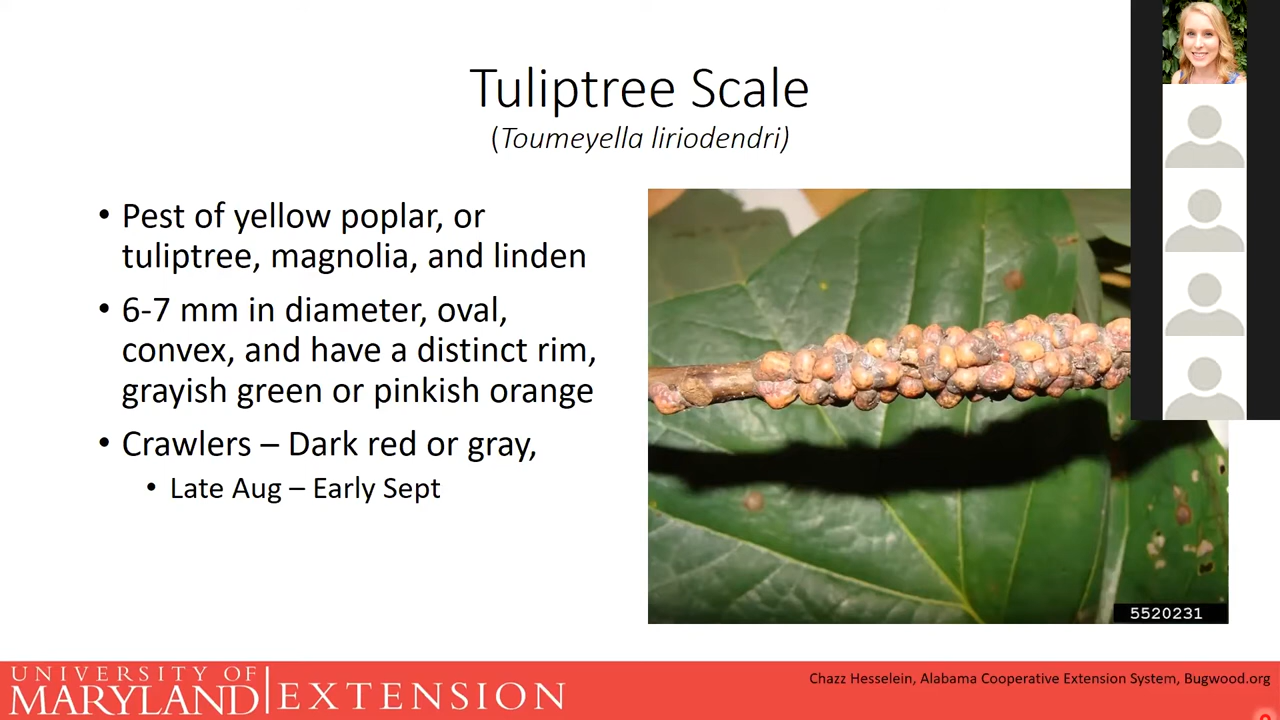 Tuliptree Scale
(Toumeyella liriodendri)
• Pest of yellow poplar, or
tuliptree, magnolia, and linden
• 6-7 mm in diameter, oval,
convex, and have a distinct rim,
grayish green or pinkish orange
• Crawlers – Dark red or gray,
• Late Aug – Early Sept
5520231
UNIVERSITY OF
MARYLAND
EXTENSION
Chazz Hesselein, Alabama Cooperative Extension System, Bugwood.org